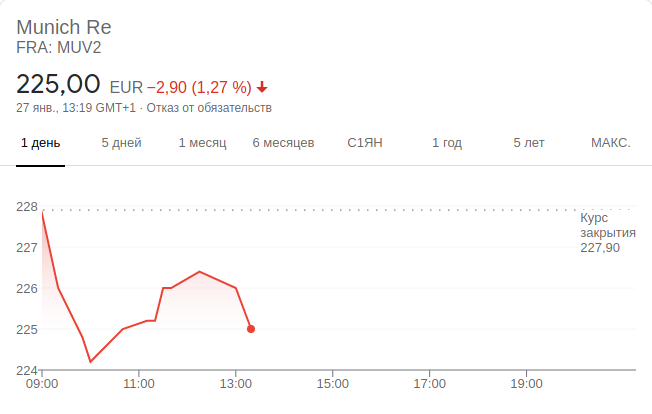 Munich Re
FRA: MUV2
225,00 EUR −2,90 (1,27 %)
27 янв., 13:19 GMT+1 · Отказ от обязательств
1 день 5 дней 1 месяц 6 месяцев С1ЯН 1 год 5 лет МАКС.
228
Курс
закрытия
227,90
227
226
225
224
09:00 11:00 13:00 15:00 17:00 19:00